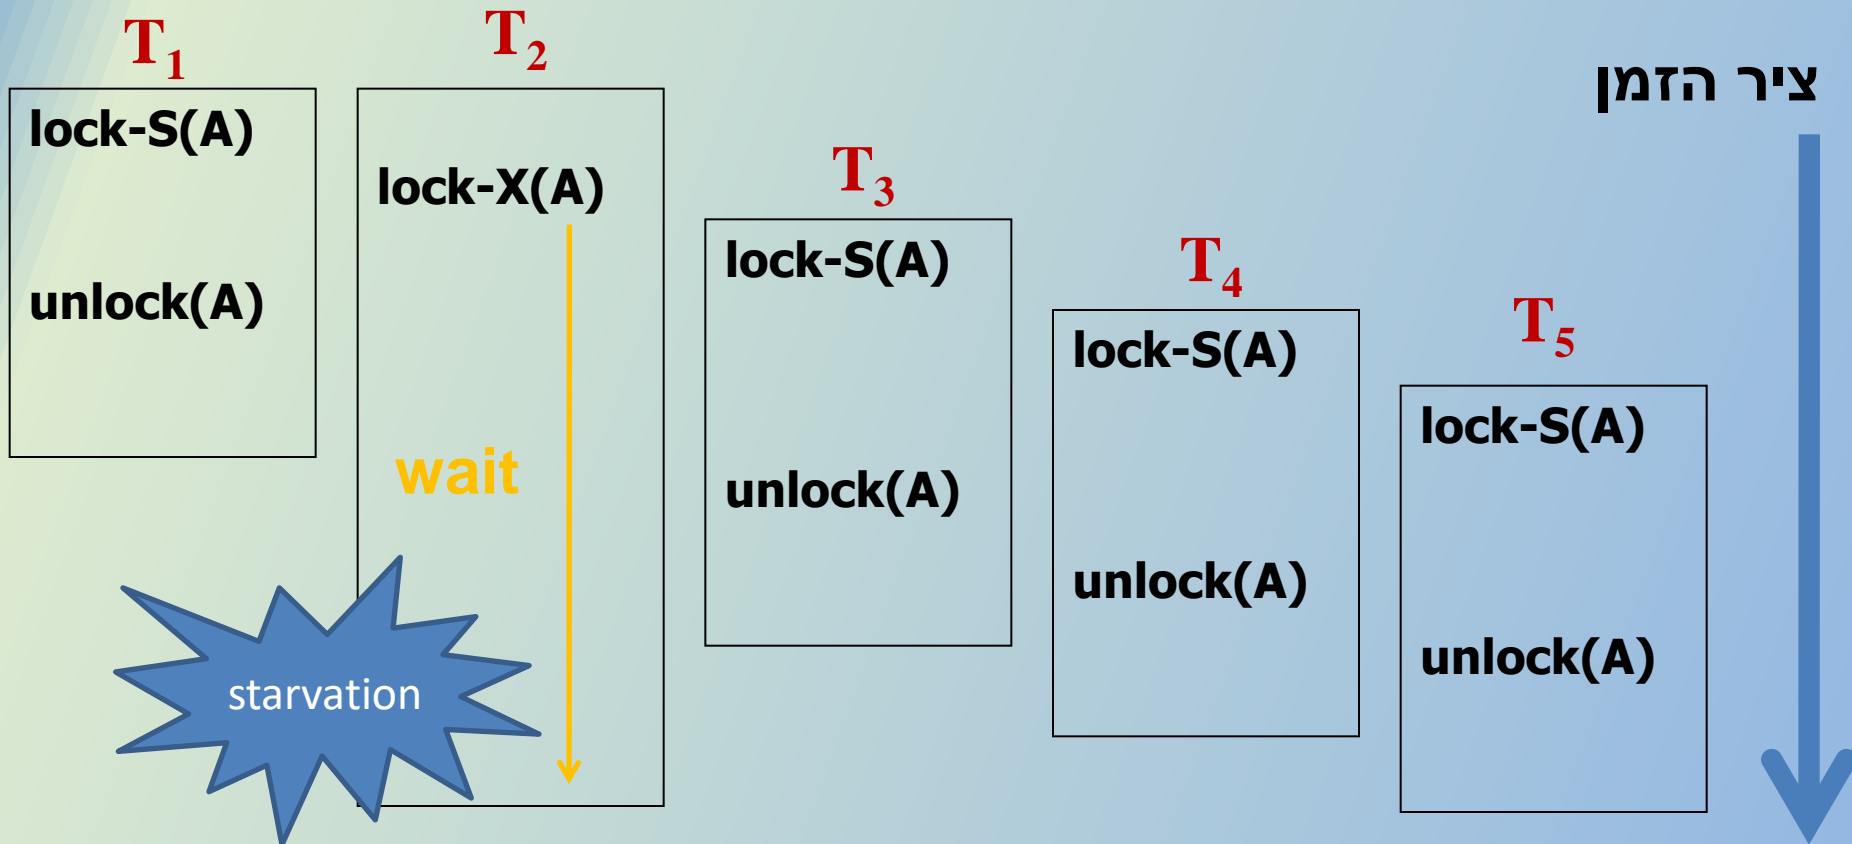 T1
lock-S(A)
unlock(A)
T2
lock-X(A)
wait
starvation
T3
lock-S(A)
unlock(A)
T4
lock-S(A)
unlock(A)
T5
lock-S(A)
unlock(A)
ציר הזמן